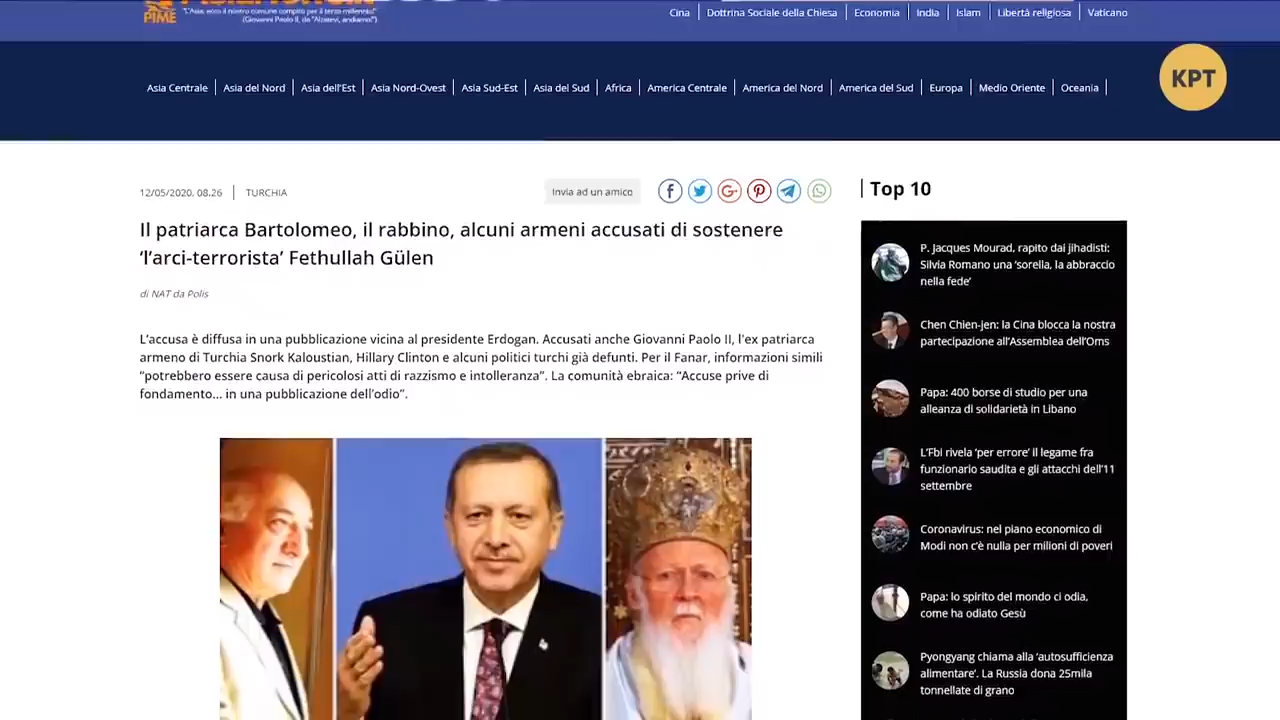 PIME
"L'Asia, ecco il nostro comune compito per il terzo millennio!"
(Giovanni Paolo II, da "Alzatevi, andiamo!")
Cina
Dottrina Sociale della Chiesa
Economia
India
Islam
Libertà religiosa
Vaticano
KPT
Asia Centrale
Asia del Nord
Asia dell'Est
Asia Nord-Ovest
Asia Sud-Est
Asia del Sud
Africa
America Centrale
America del Nord
America del Sud
Europa
Medio Oriente
Oceania
12/05/2020, 08.26
TURCHIA
Invia ad un amico
Il patriarca Bartolomeo, il rabbino, alcuni armeni accusati di sostenere
‘l’arci-terrorista’ Fethullah Gülen
di NAT da Polis
L’accusa è diffusa in una pubblicazione vicina al presidente Erdogan. Accusati anche Giovanni Paolo II, l'ex patriarca
armeno di Turchia Snork Kaloustian, Hillary Clinton e alcuni politici turchi già defunti. Per il Fanar, informazioni simili
“potrebbero essere causa di pericolosi atti di razzismo e intolleranza”. La comunità ebraica: “Accuse prive di
fondamento... in una pubblicazione dell’odio”.
Top 10
P. Jacques Mourad, rapito dai jihadisti:
Silvia Romano una ‘sorella, la abbraccio
nella fede’
Chen Chien-jen: la Cina blocca la nostra
partecipazione all’Assemblea dell’Oms
Papa: 400 borse di studio per una
alleanza di solidarietà in Libano
L’Fbi rivela ‘per errore’ il legame fra
funzionario saudita e gli attacchi dell’11
settembre
Coronavirus: nel piano economico di
Modi non c’è nulla per milioni di poveri
Papa: lo spirito del mondo ci odia,
come ha odiato Gesù
Pyongyang chiama alla ‘autosufficienza
alimentare’. La Russia dona 25mila
tonnellate di grano